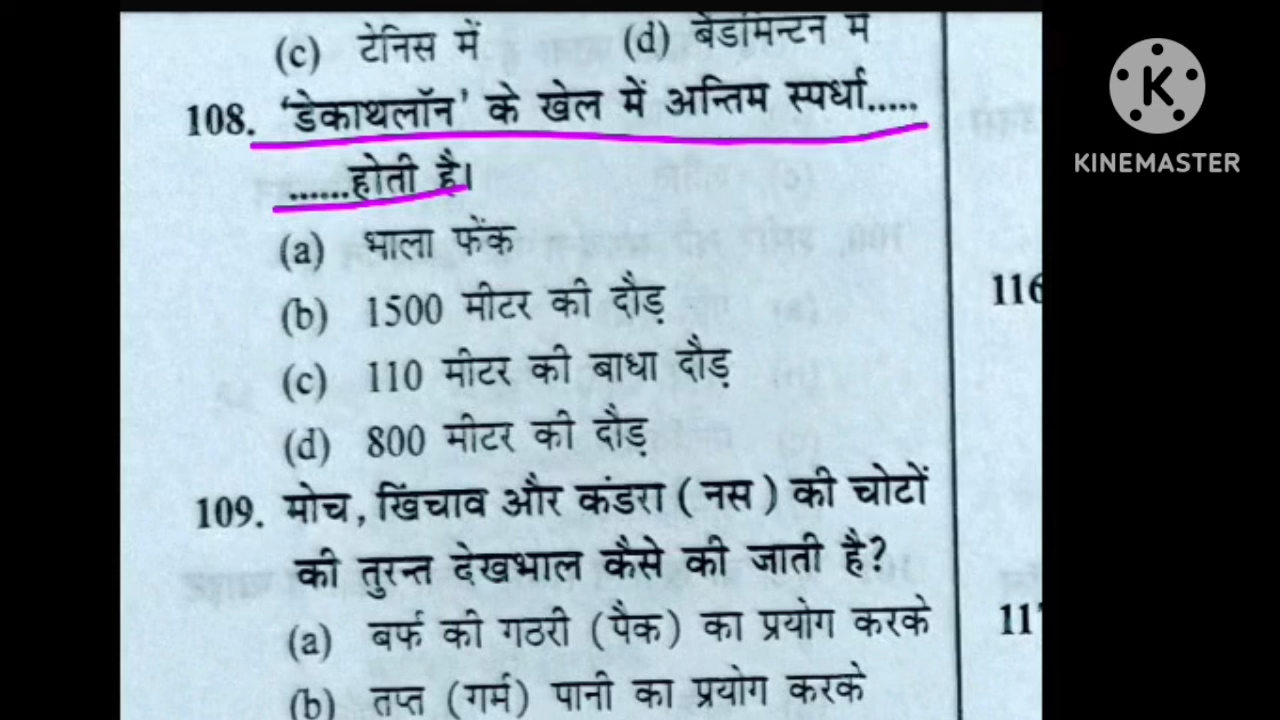 (c) टेनिस में (d) बैडमिन्टन में
108. ‘डेकाथलॉन’ के खेल में अन्तिम स्पर्धा.....
......होती है।
(a) भाला फेंक
(b) 1500 मीटर की दौड़
(c) 110 मीटर की बाधा दौड़
(d) 800 मीटर की दौड़
109. मोच, खिंचाव और कंडरा (नस) की चोटों
की तुरन्त देखभाल कैसे की जाती है?
(a) बर्फ की गठरी (पैक) का प्रयोग करके
(b) तप्त (गर्म) पानी का प्रयोग करके
116
11
K
KINEMASTER